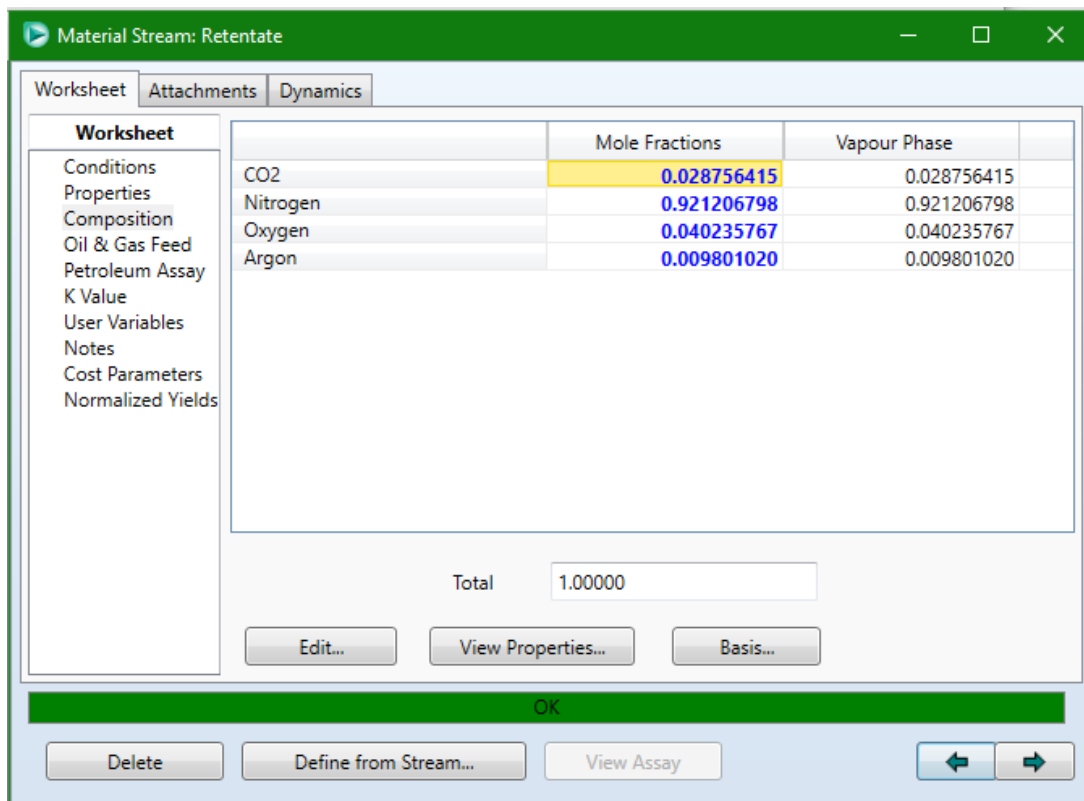 Material Stream: Retentate
Worksheet Attachments Dynamics
Worksheet
Conditions
Properties
Composition
Oil & Gas Feed
Petroleum Assay
K Value
User Variables
Notes
Cost Parameters
Normalized Yields
Mole Fractions Vapour Phase
CO2 0.028756415 0.028756415
Nitrogen 0.921206798 0.921206798
Oxygen 0.040235767 0.040235767
Argon 0.009801020 0.009801020
Total 1.00000
Edit... View Properties... Basis...
OK
Delete Define from Stream... View Assay